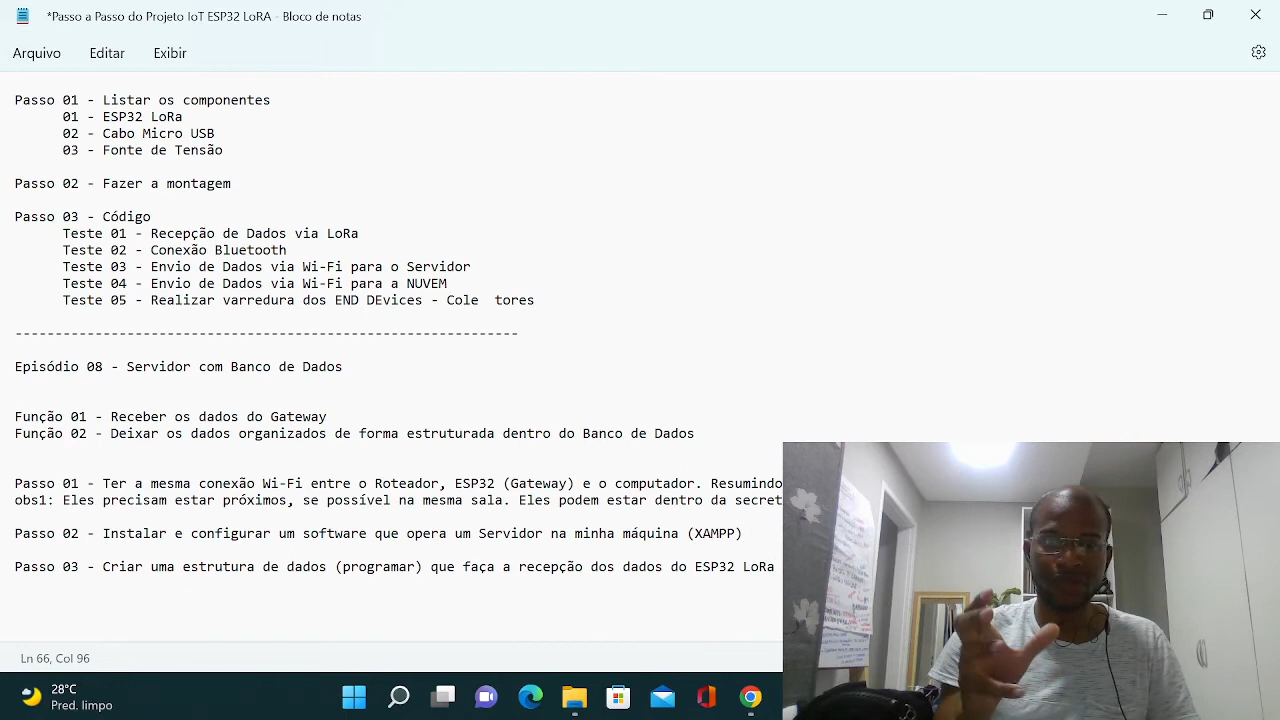 *Passo a Passo do Projeto IoT ESP32 LoRA - Bloco de notas
Arquivo Editar Exibir
Passo 01 - Listar os componentes
01 - ESP32 LoRa
02 - Cabo Micro USB
03 - Fonte de Tensão
Passo 02 - Fazer a montagem
Passo 03 - Código
Teste 01 - Recepção de Dados via LoRa
Teste 02 - Conexão Bluetooth
Teste 03 - Envio de Dados via Wi-Fi para o Servidor
Teste 04 - Envio de Dados via Wi-Fi para a NUVEM
Teste 05 - Realizar varredura dos END DEvices - Cole  tores
---------------------------------------------------------------
Episódio 08 - Servidor com Banco de Dados
Função 01 - Receber os dados do Gateway
Função 02 - Deixar os dados organizados de forma estruturada dentro do Banco de Dados
Passo 01 - Ter a mesma conexão Wi-Fi entre o Roteador, ESP32 (Gateway) e o computador. Resumindo
obs1: Eles precisam estar próximos, se possível na mesma sala. Eles podem estar dentro da secret
Passo 02 - Instalar e configurar um software que opera um Servidor na minha máquina (XAMPP)
Passo 03 - Criar uma estrutura de dados (programar) que faça a recepção dos dados do ESP32 LoRa
Ln 66, Col 96
28°C
Pred. limpo